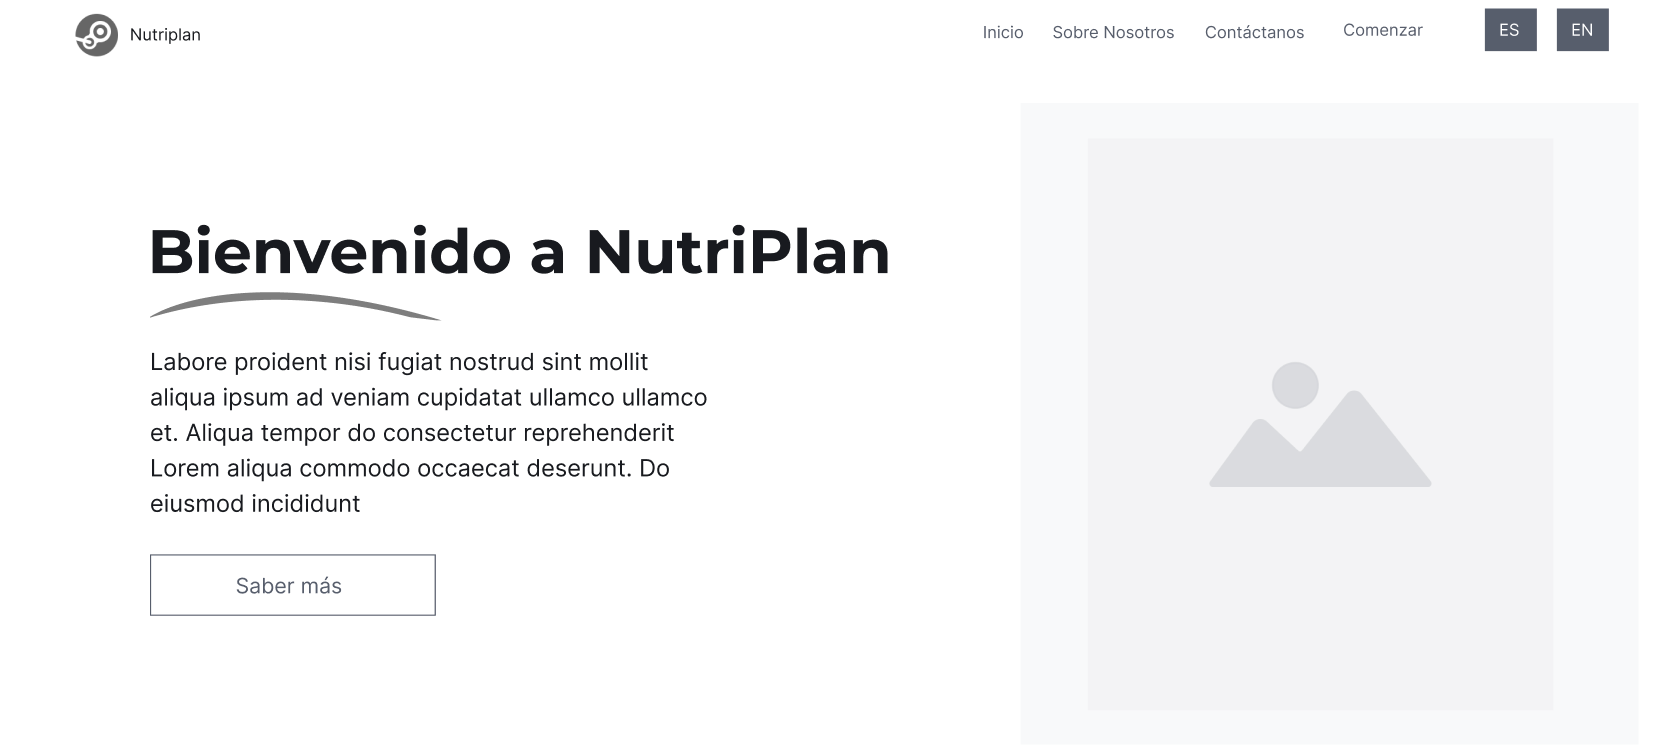 Nutriplan
Inicio
Sobre Nosotros
Contáctanos
Comenzar
ES
EN
Bienvenido a NutriPlan
Labore proident nisi fugiat nostrud sint mollit
aliqua ipsum ad veniam cupidatat ullamco ullamco
et. Aliqua tempor do consectetur reprehenderit
Lorem aliqua commodo occaecat deserunt. Do
eiusmod incididunt
Saber más